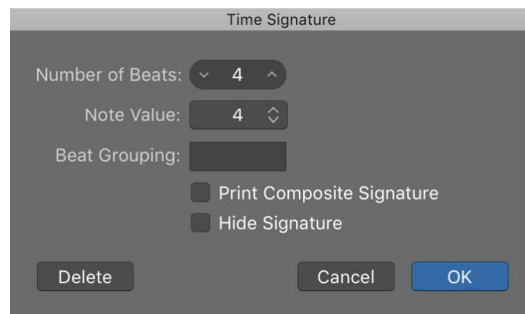 Time Signature
Number of Beats: 4
Note Value: 4
Beat Grouping:
Print Composite Signature
Hide Signature
Delete Cancel OK